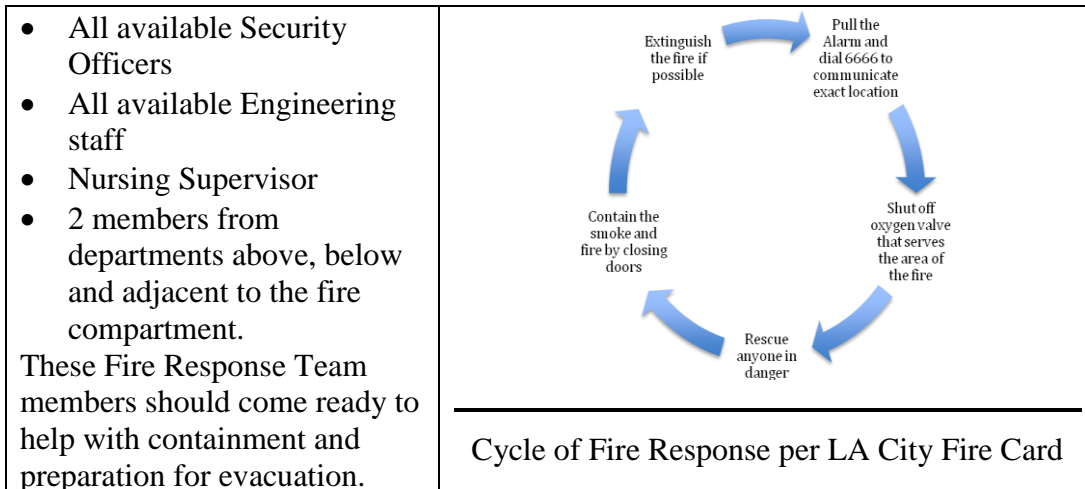 • All available Security
Officers
• All available Engineering
staff
• Nursing Supervisor
• 2 members from
departments above, below
and adjacent to the fire
compartment.
These Fire Response Team
members should come ready to
help with containment and
preparation for evacuation.
Pull the
Alarm and
dial 6666 to
communicate
exact location
Shut off
oxygen valve
that serves
the area of
the fire
Rescue
anyone in
danger
Contain the
smoke and
fire by closing
doors
Extinguish
the fire if
possible
Cycle of Fire Response per LA City Fire Card